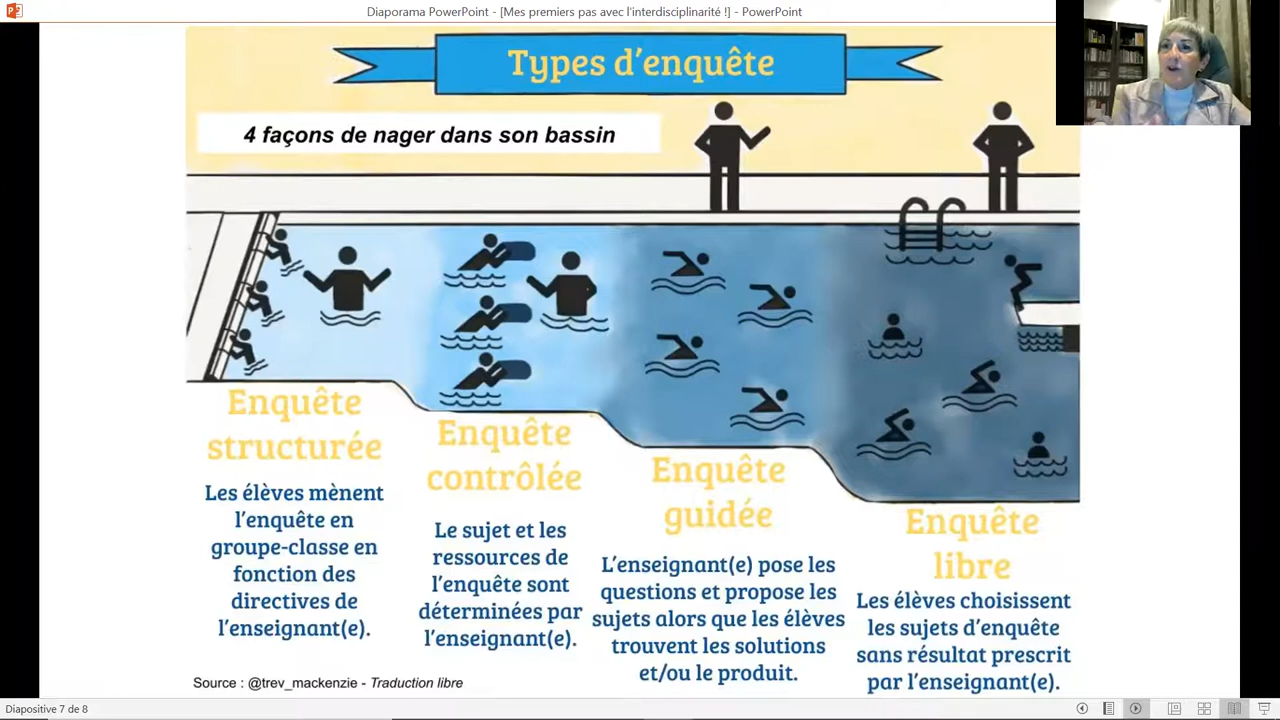 Diaporama PowerPoint - [Mes premiers pas avec l'interdisciplinarité !] - PowerPoint
Types d'enquête
4 façons de nager dans son bassin
Enquête
structurée
Les élèves mènent
l'enquête en
groupe-classe en
fonction des
directives de
l'enseignant(e).
Enquête
contrôlée
Le sujet et les
ressources de
l'enquête sont
déterminées par
l'enseignant(e).
Enquête
guidée
L'enseignant(e) pose les
questions et propose les
sujets alors que les élèves
trouvent les solutions
et/ou le produit.
Enquête
libre
Les élèves choisissent
les sujets d'enquête
sans résultat prescrit
par l'enseignant(e).
Source : @trev_mackenzie - Traduction libre
Diapositive 7 de 8